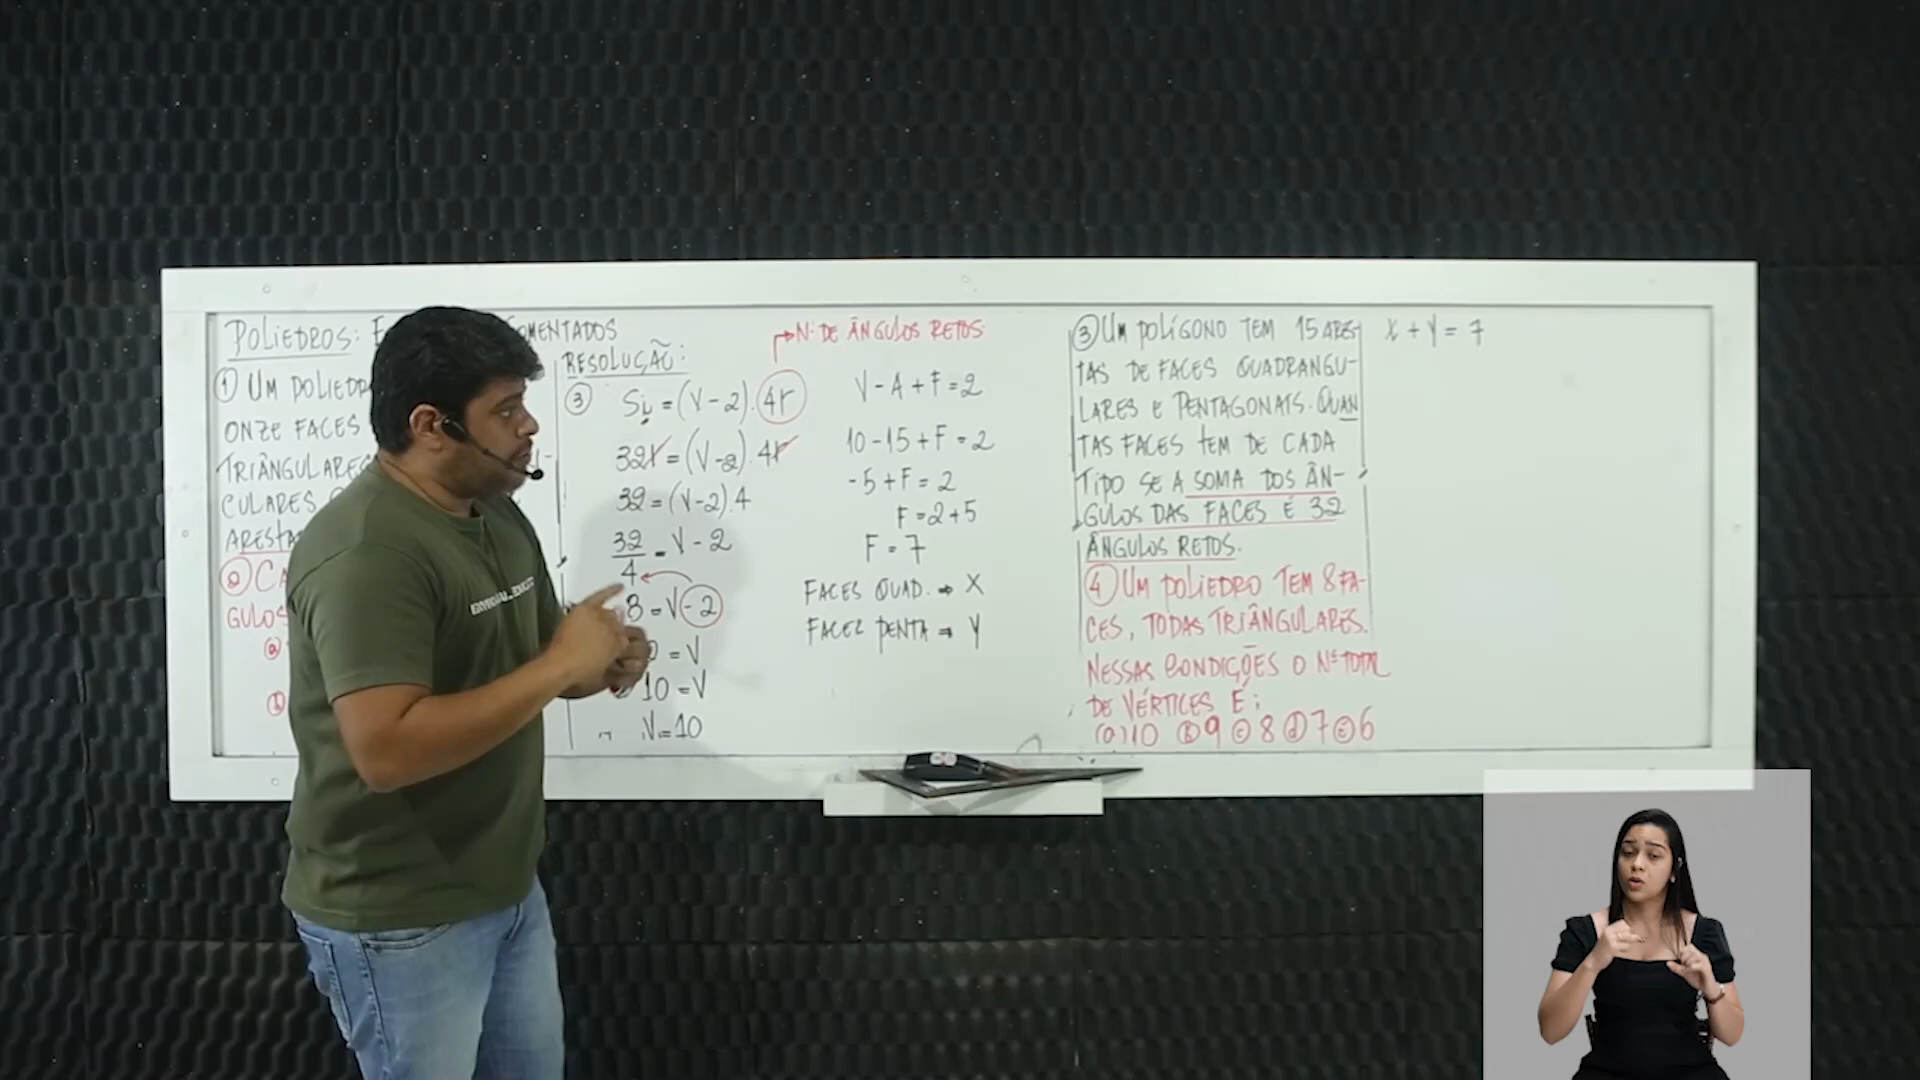 POLIEDROS: COMENTADOS
① UM POLIEDR
ONZE FACES
TRIÂNGULARES
CULARES
ARESTA
② CA
GULOS
ⓐ
ⓑ
RESOLUÇÃO:
③ Si = (V-2).4r
32r = (V-2).4r
32 = (V-2).4
32/4 = V-2
8 = V-2
= V
10 = V
V=10
Nº DE ÂNGULOS RETOS
V-A+F=2
10-15+F=2
-5+F=2
F=2+5
F=7
FACES QUAD. → X
FACES PENTA → Y
③ UM POLÍGONO TEM 15 ARES-
TAS DE FACES QUADRANGU-
LARES E PENTAGONAIS. QUAN
TAS FACES TEM DE CADA
TIPO SE A SOMA DOS ÂN-
GULOS DAS FACES É 32
ÂNGULOS RETOS.
④ UM POLIEDRO TEM 8 FA-
CES, TODAS TRIÂNGULARES.
NESSAS CONDIÇÕES O Nº TOTAL
DE VÉRTICES É:
(a) 10 ⓑ 9 ⓒ 8 ⓓ 7 ⓔ 6
X + Y = 7